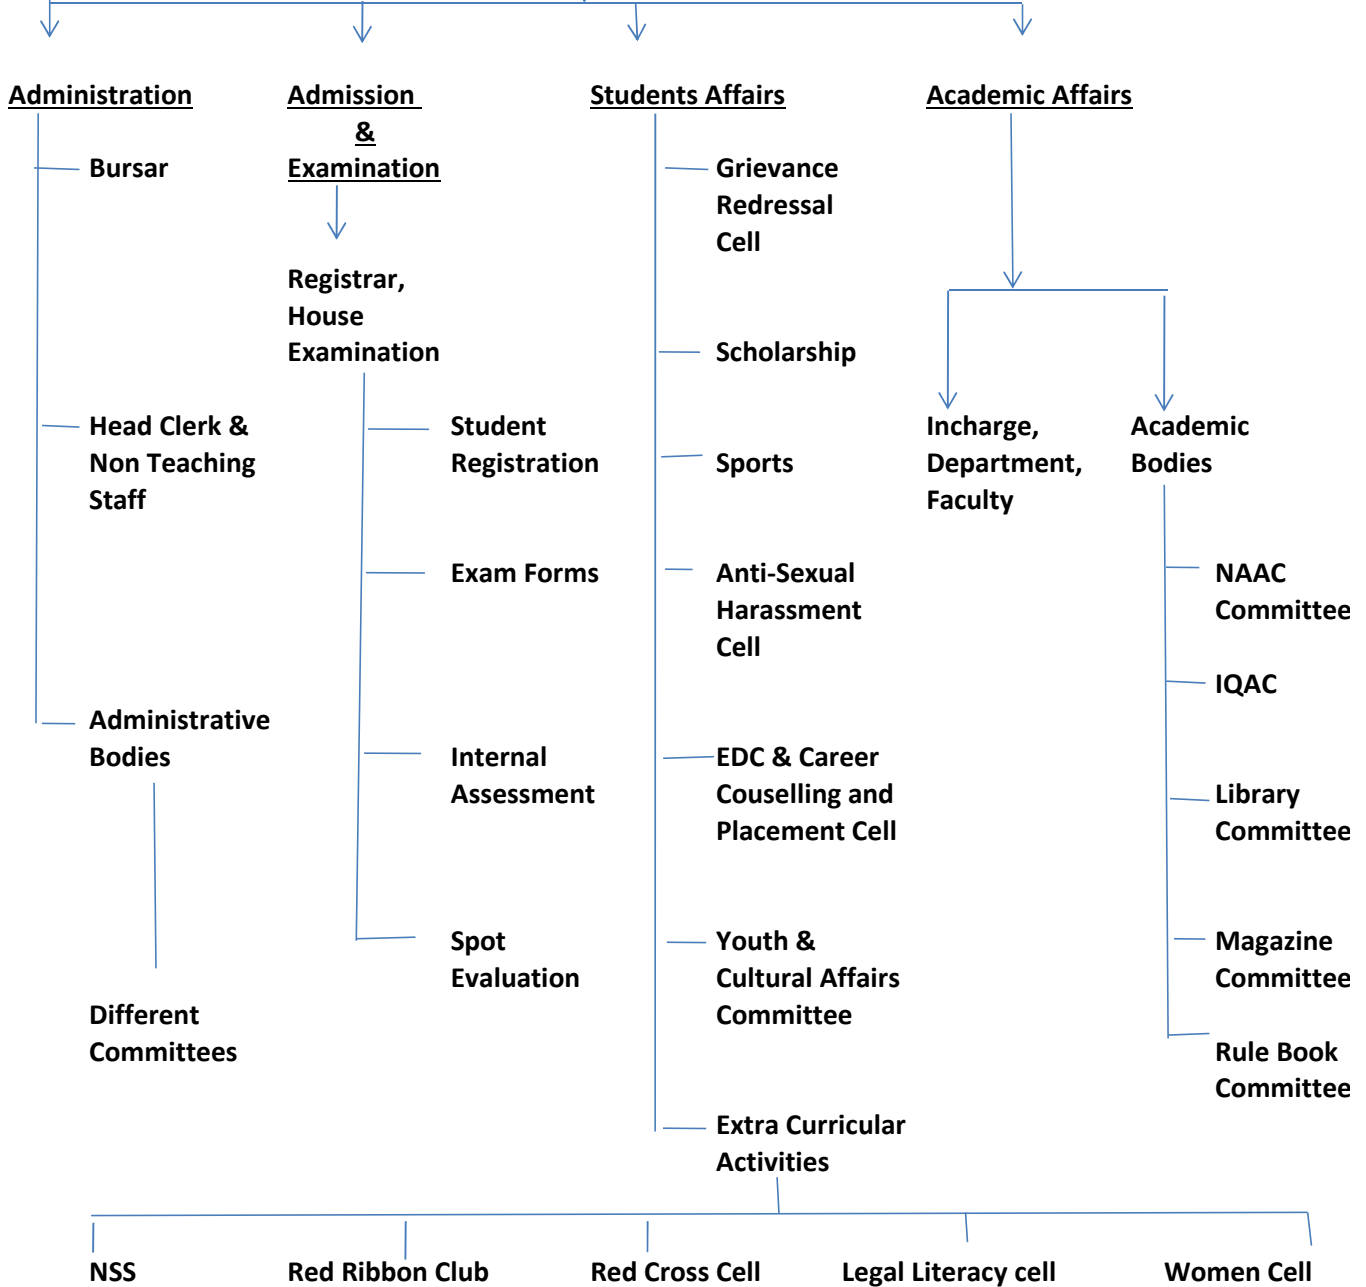 Administration
Bursar
Head Clerk &
Non Teaching
Staff
Administrative
Bodies
Different
Committees
Admission
&
Examination
Registrar,
House
Examination
Student
Registration
Exam Forms
Internal
Assessment
Spot
Evaluation
Students Affairs
Grievance
Redressal
Cell
Scholarship
Sports
Anti-Sexual
Harassment
Cell
EDC & Career
Couselling and
Placement Cell
Youth &
Cultural Affairs
Committee
Extra Curricular
Activities
NSS
Red Ribbon Club
Red Cross Cell
Legal Literacy cell
Women Cell
Academic Affairs
Incharge,
Department,
Faculty
Academic
Bodies
NAAC
Committee
IQAC
Library
Committee
Magazine
Committee
Rule Book
Committee